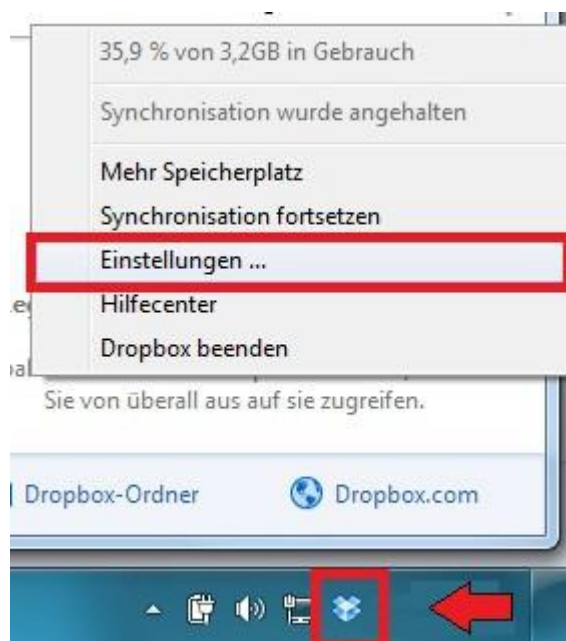 35,9 % von 3,2GB in Gebrauch
Synchronisation wurde angehalten
Mehr Speicherplatz
Synchronisation fortsetzen
Einstellungen ...
Hilfecenter
Dropbox beenden
Sie von überall aus auf sie zugreifen.
Dropbox-Ordner
Dropbox.com